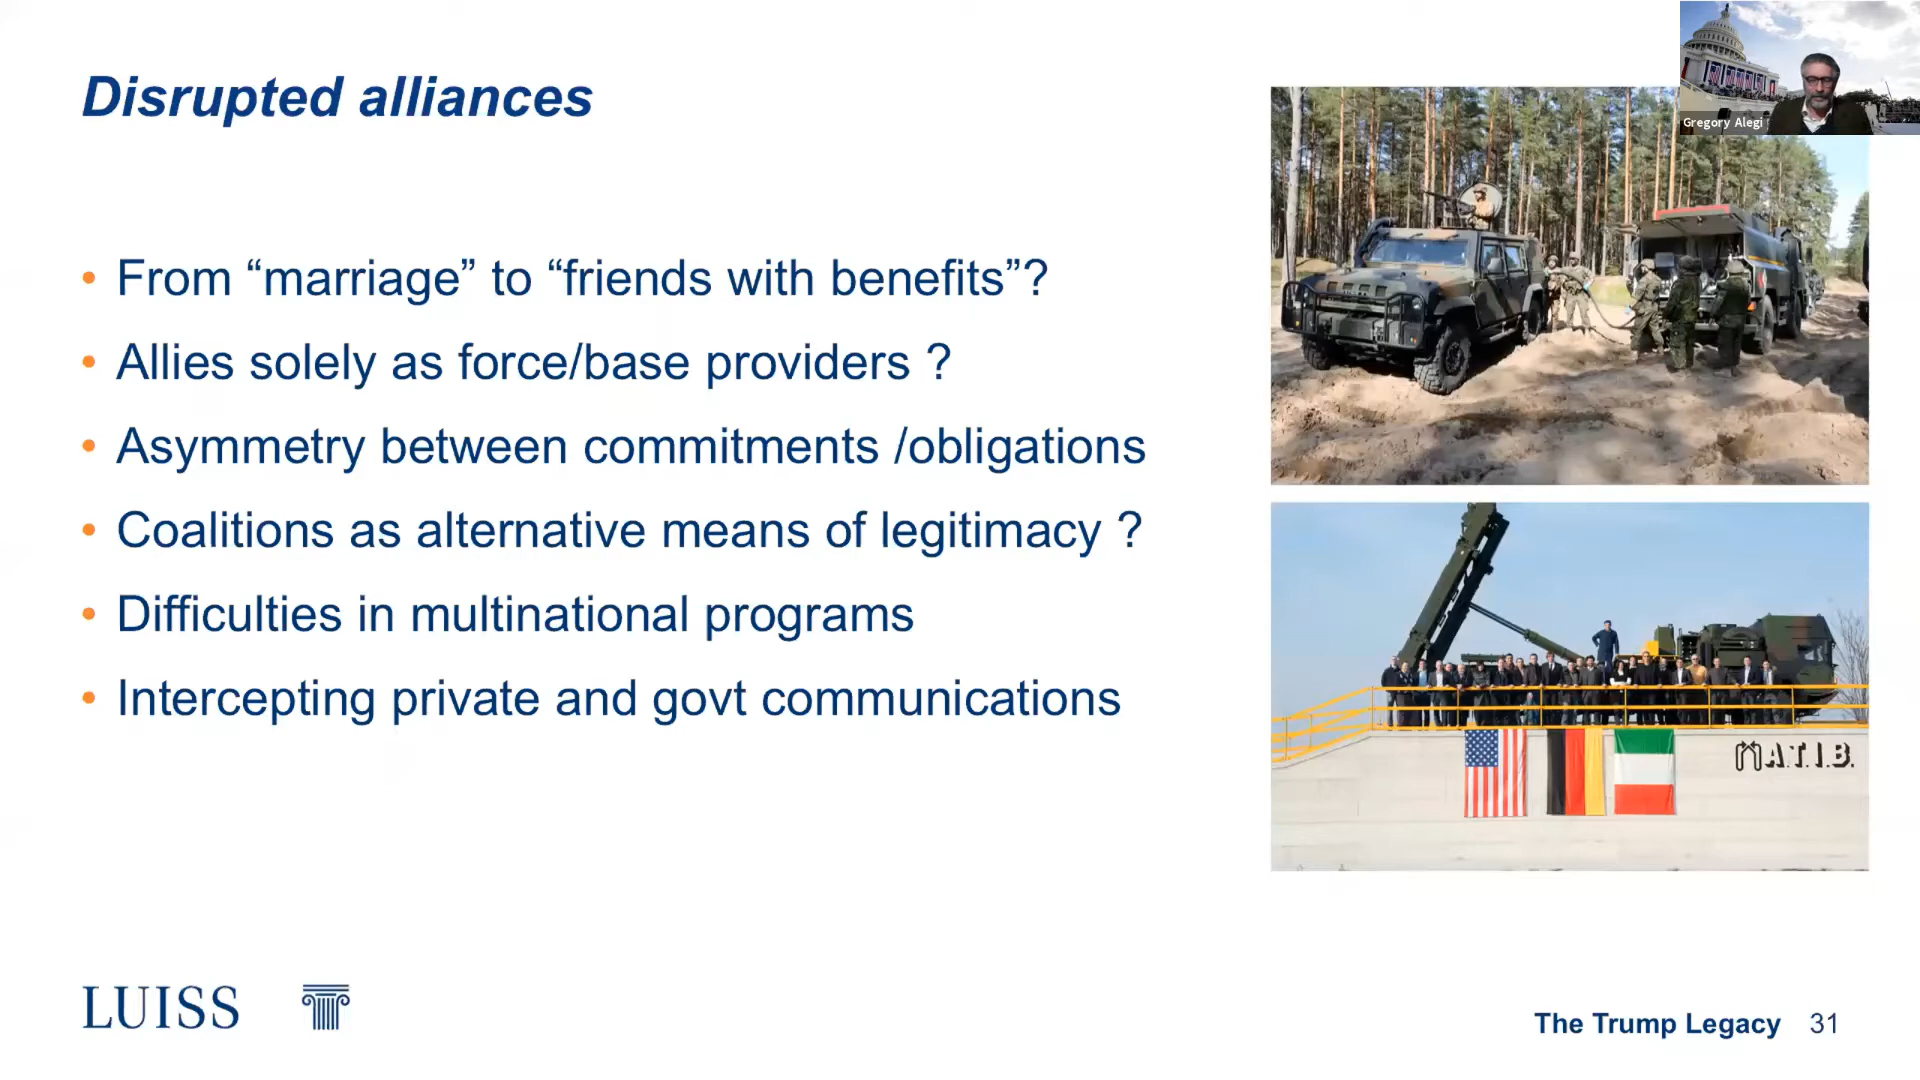 Disrupted alliances
Gregory Alegi
• From “marriage” to “friends with benefits”?
• Allies solely as force/base providers ?
• Asymmetry between commitments /obligations
• Coalitions as alternative means of legitimacy ?
• Difficulties in multinational programs
• Intercepting private and govt communications
A.T.I.B.
LUISS
The Trump Legacy 31